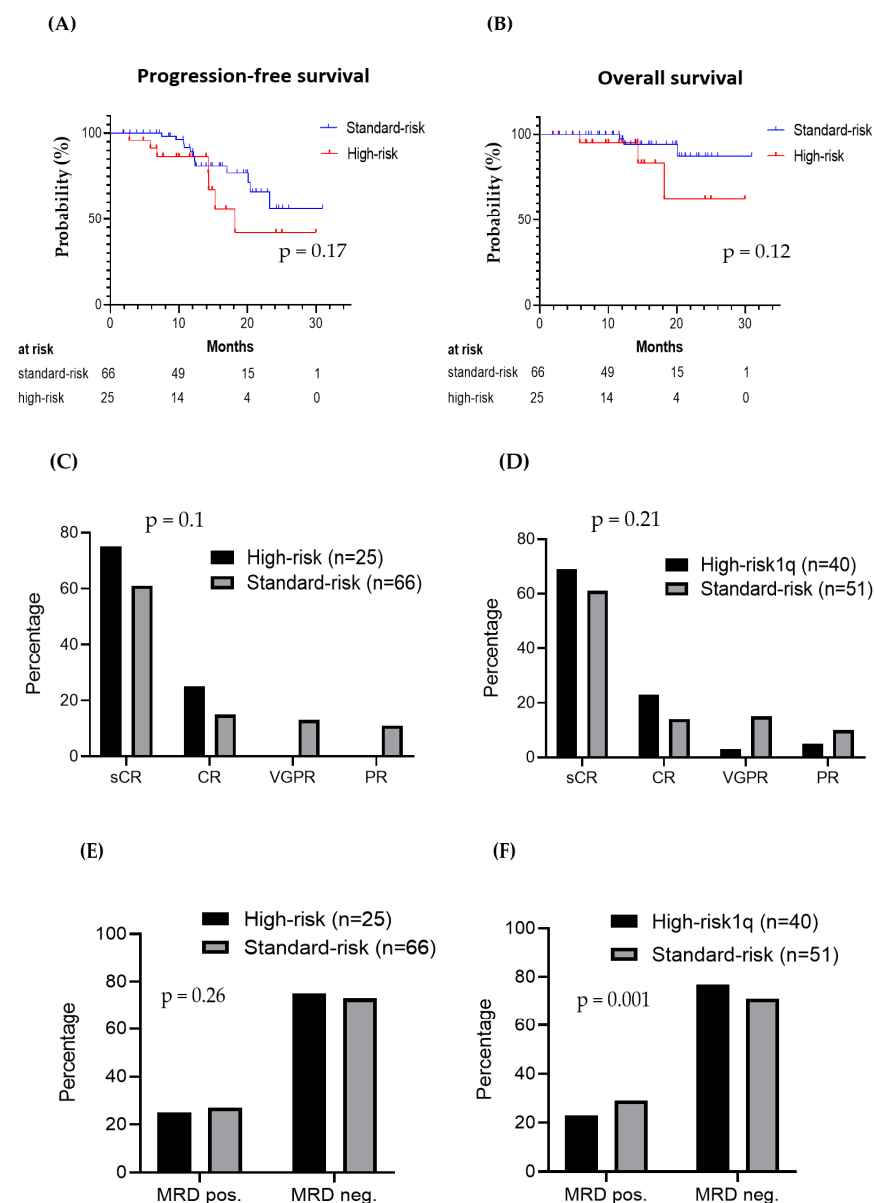 (A)
Progression-free survival
Probability (%)
100
50
0
Standard-risk
High-risk
p = 0.17
0 10 20 30
Months
at risk
standard-risk 66 49 15 1
high-risk 25 14 4 0
(B)
Overall survival
Probability (%)
100
50
0
Standard-risk
High-risk
p = 0.12
0 10 20 30
Months
at risk
standard-risk 66 49 15 1
high-risk 25 14 4 0
(C)
p = 0.1
High-risk (n=25)
Standard-risk (n=66)
Percentage
80
60
40
20
0
sCR CR VGPR PR
(D)
p = 0.21
High-risk1q (n=40)
Standard-risk (n=51)
Percentage
80
60
40
20
0
sCR CR VGPR PR
(E)
High-risk (n=25)
Standard-risk (n=66)
p = 0.26
Percentage
100
80
60
40
20
0
MRD pos. MRD neg.
(F)
High-risk1q (n=40)
Standard-risk (n=51)
p = 0.001
Percentage
100
80
60
40
20
0
MRD pos. MRD neg.